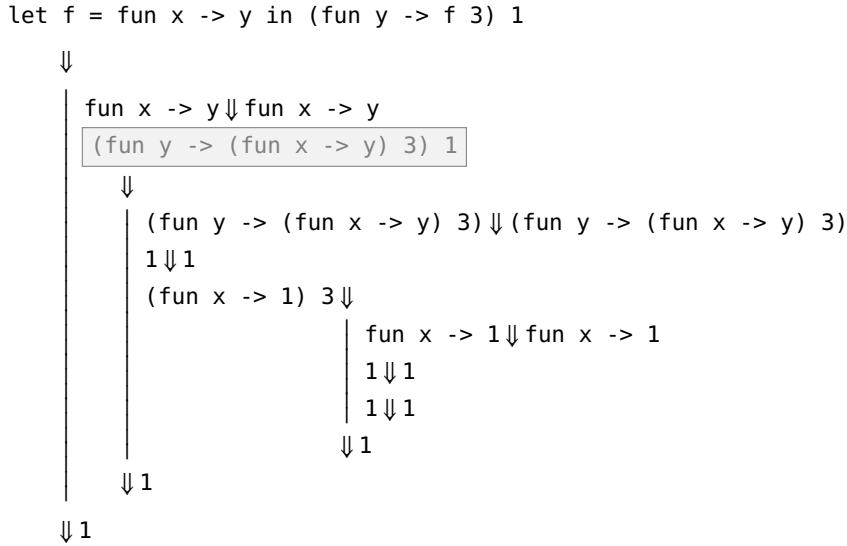 let f = fun x -> y in (fun y -> f 3) 1
⇓
fun x -> y ⇓ fun x -> y
(fun y -> (fun x -> y) 3) 1
⇓
(fun y -> (fun x -> y) 3) ⇓ (fun y -> (fun x -> y) 3)
1 ⇓ 1
(fun x -> 1) 3 ⇓
fun x -> 1 ⇓ fun x -> 1
1 ⇓ 1
1 ⇓ 1
⇓ 1
⇓ 1
⇓ 1